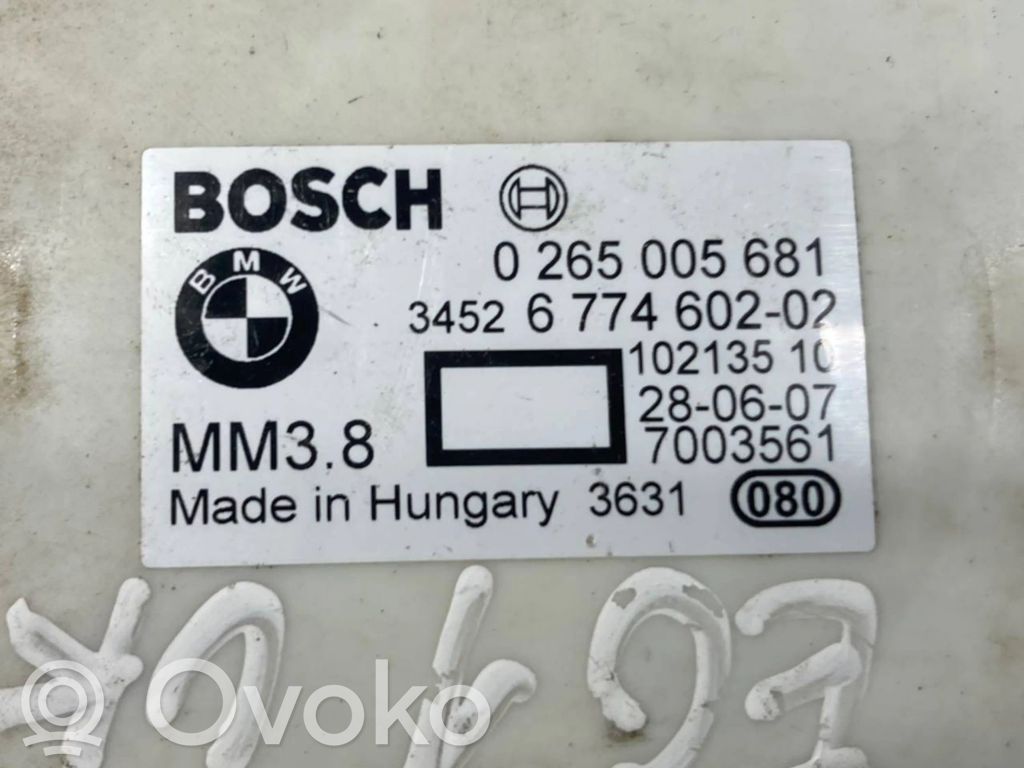 BOSCH
BMW
0 265 005 681
3452 6 774 602-02
102135 10
28-06-07
MM3.8
7003561
Made in Hungary 3631 080
Ovoko